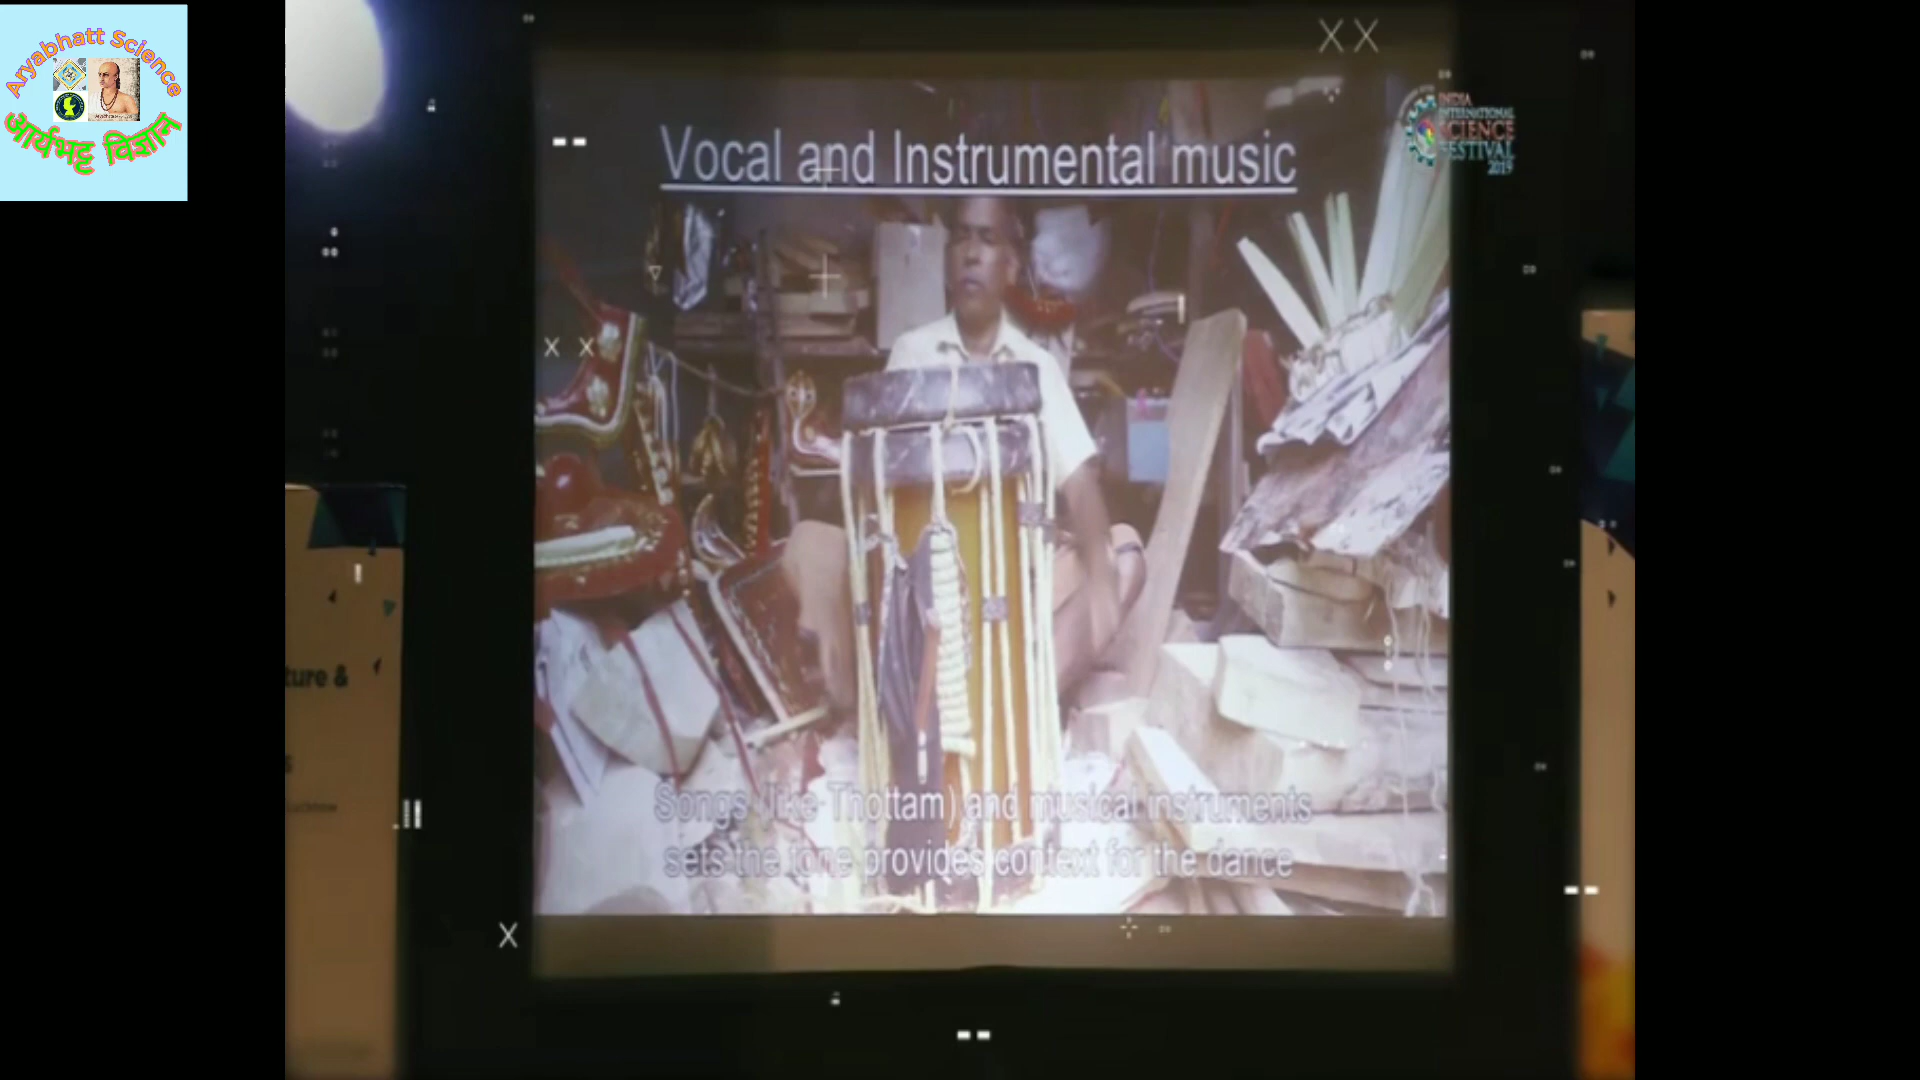 Aryabhatt Science
आर्यभट्ट विज्ञान
Vocal and Instrumental music
INDIA
INTERNATIONAL
SCIENCE
FESTIVAL
2019
ture &
Songs (like Thottam) and musical instruments
sets the tone provides context for the dance